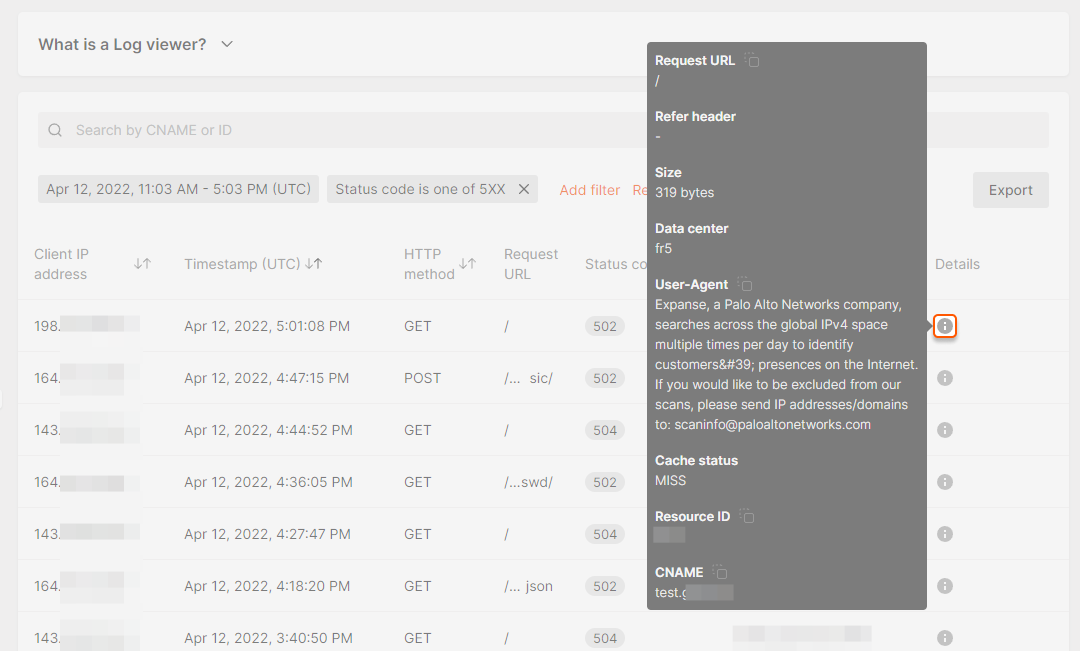 What is a Log viewer?
Search by CNAME or ID
Apr 12, 2022, 11:03 AM - 5:03 PM (UTC)
Status code is one of 5XX
Add filter
Re
Export
Client IP address
Timestamp (UTC)
HTTP method
Request URL
Status co
Details
198. Apr 12, 2022, 5:01:08 PM GET / 502
164. Apr 12, 2022, 4:47:15 PM POST /... sic/ 502
143. Apr 12, 2022, 4:44:52 PM GET / 504
164. Apr 12, 2022, 4:36:05 PM GET /...swd/ 502
143. Apr 12, 2022, 4:27:47 PM GET / 504
164. Apr 12, 2022, 4:18:20 PM GET /... json 502
143. Apr 12, 2022, 3:40:50 PM GET / 504
Request URL
/
Refer header
-
Size
319 bytes
Data center
fr5
User-Agent
Expanse, a Palo Alto Networks company,
searches across the global IPv4 space
multiple times per day to identify
customers&#39; presences on the Internet.
If you would like to be excluded from our
scans, please send IP addresses/domains
to: scaninfo@paloaltonetworks.com
Cache status
MISS
Resource ID
CNAME
test.